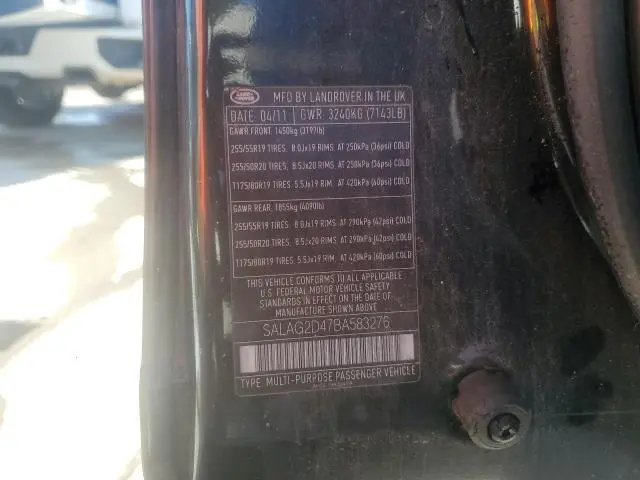 LAND ROVER
MFD BY LANDROVER IN THE UK
DATE 04/11 GWR 3240KG (7143LB)
GAWR FRONT 1450kg (3197lb)
255/55R19 TIRES. 8.0Jx19 RIMS AT 250kPa (36psi) COLD
255/50R20 TIRES. 8.5Jx20 RIMS AT 250kPa (36psi) COLD
T175/80R19 TIRES 5.5Jx19 RIM AT 420kPa (60psi) COLD
GAWR REAR 1855kg (4090lb)
255/55R19 TIRES 8.0Jx19 RIMS AT 290kPa (42psi) COLD
255/50R20 TIRES 8.5Jx20 RIMS AT 290kPa (42psi) COLD
T175/80R19 TIRES 5.5Jx19 RIM. AT 420kPa (60psi) COLD
THIS VEHICLE CONFORMS TO ALL APPLICABLE
U.S. FEDERAL MOTOR VEHICLE SAFETY
STANDARDS IN EFFECT ON THE DATE OF
MANUFACTURE SHOWN ABOVE
SALAG2D47BA583276
TYPE: MULTI-PURPOSE PASSENGER VEHICLE